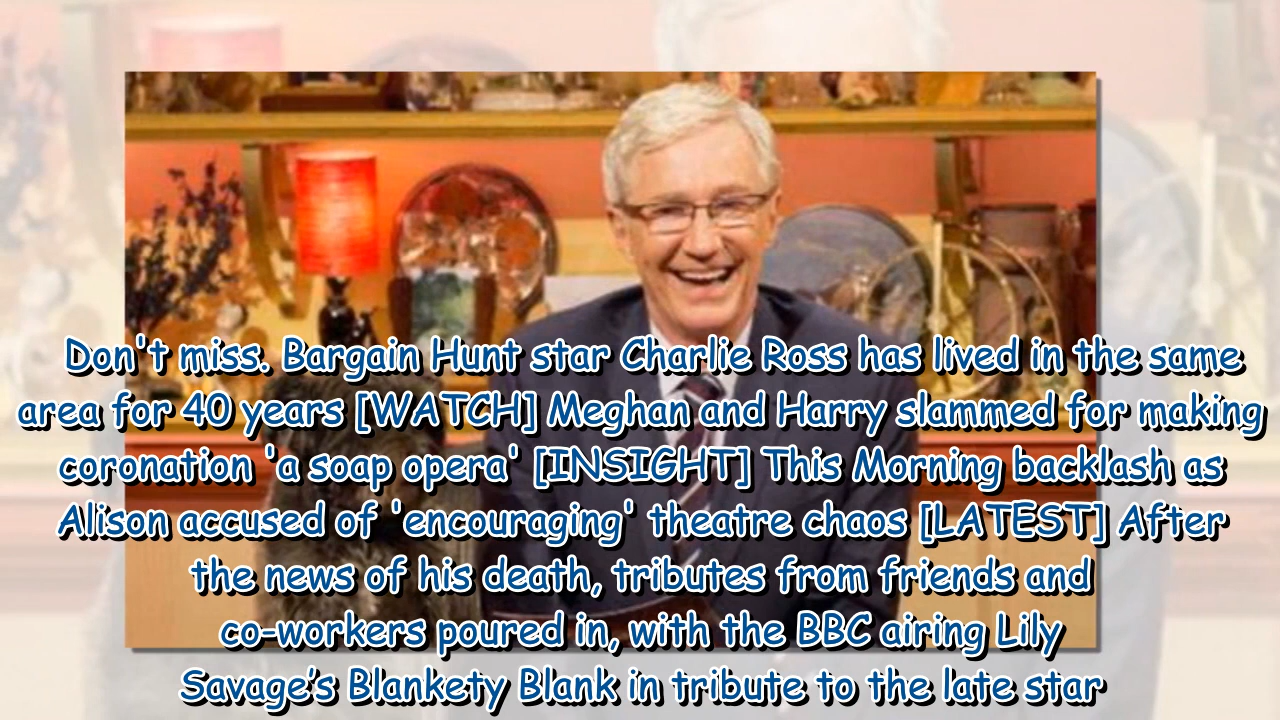 Don't miss. Bargain Hunt star Charlie Ross has lived in the same
area for 40 years [WATCH] Meghan and Harry slammed for making
coronation 'a soap opera' [INSIGHT] This Morning backlash as
Alison accused of 'encouraging' theatre chaos [LATEST] After
the news of his death, tributes from friends and
co-workers poured in, with the BBC airing Lily
Savage’s Blankety Blank in tribute to the late star